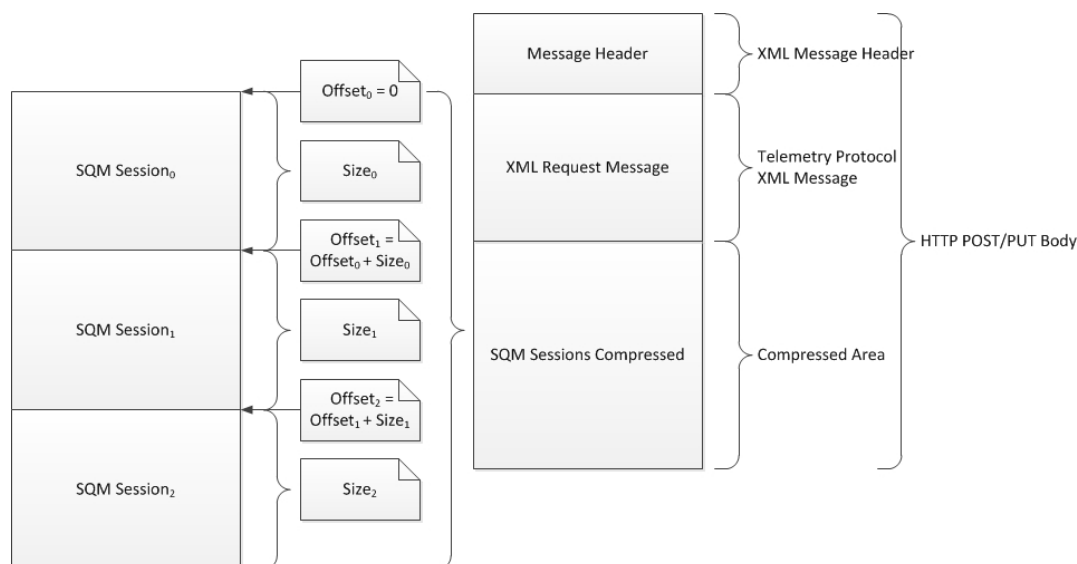 SQM Session₀
SQM Session₁
SQM Session₂
Offset₀ = 0
Size₀
Offset₁ =
Offset₀ + Size₀
Size₁
Offset₂ =
Offset₁ + Size₁
Size₂
Message Header
XML Request Message
SQM Sessions Compressed
XML Message Header
Telemetry Protocol
XML Message
Compressed Area
HTTP POST/PUT Body